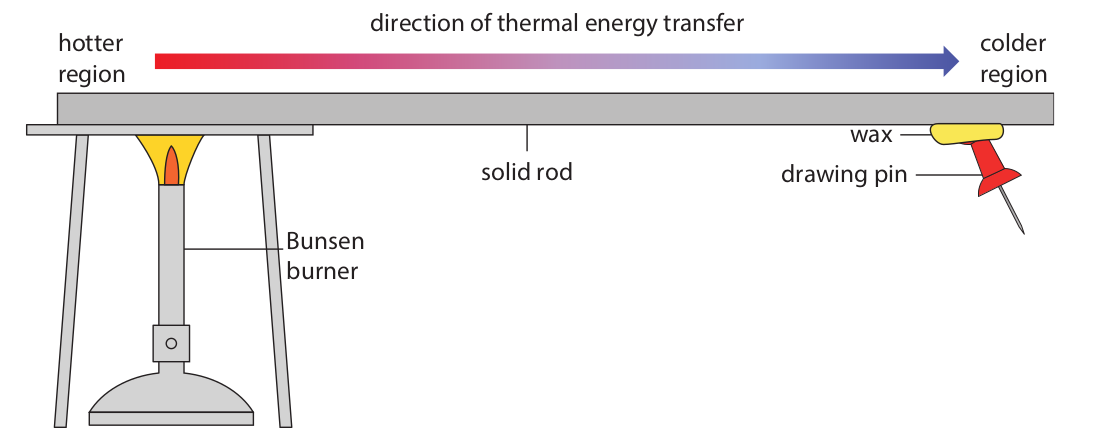 direction of thermal energy transfer
hotter
region
colder
region
wax
solid rod
drawing pin
Bunsen
burner